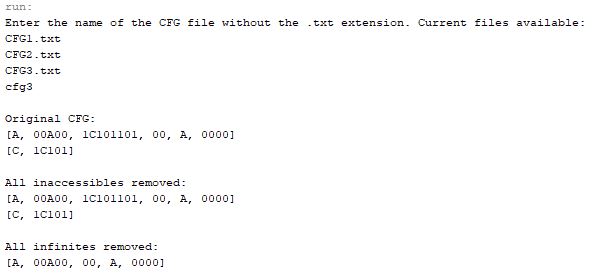 run:
Enter the name of the CFG file without the .txt extension. Current files available:
CFG1.txt
CFG2.txt
CFG3.txt
cfg3
Original CFG:
[A, 00A00, 1C101101, 00, A, 0000]
[C, 1C101]
All inaccessibles removed:
[A, 00A00, 1C101101, 00, A, 0000]
[C, 1C101]
All infinites removed:
[A, 00A00, 00, A, 0000]